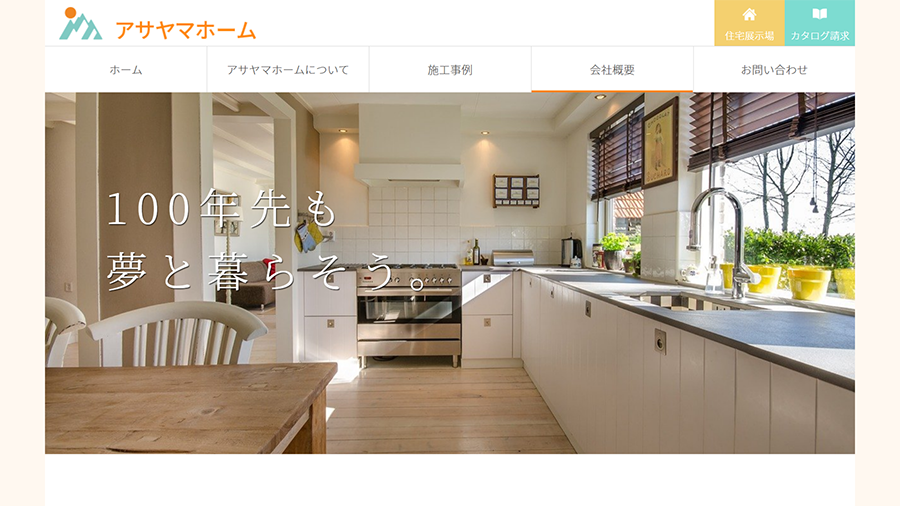 アサヤマホーム
住宅展示場
カタログ請求
ホーム
アサヤマホームについて
施工事例
会社概要
お問い合わせ
100年先も
夢と暮らそう。